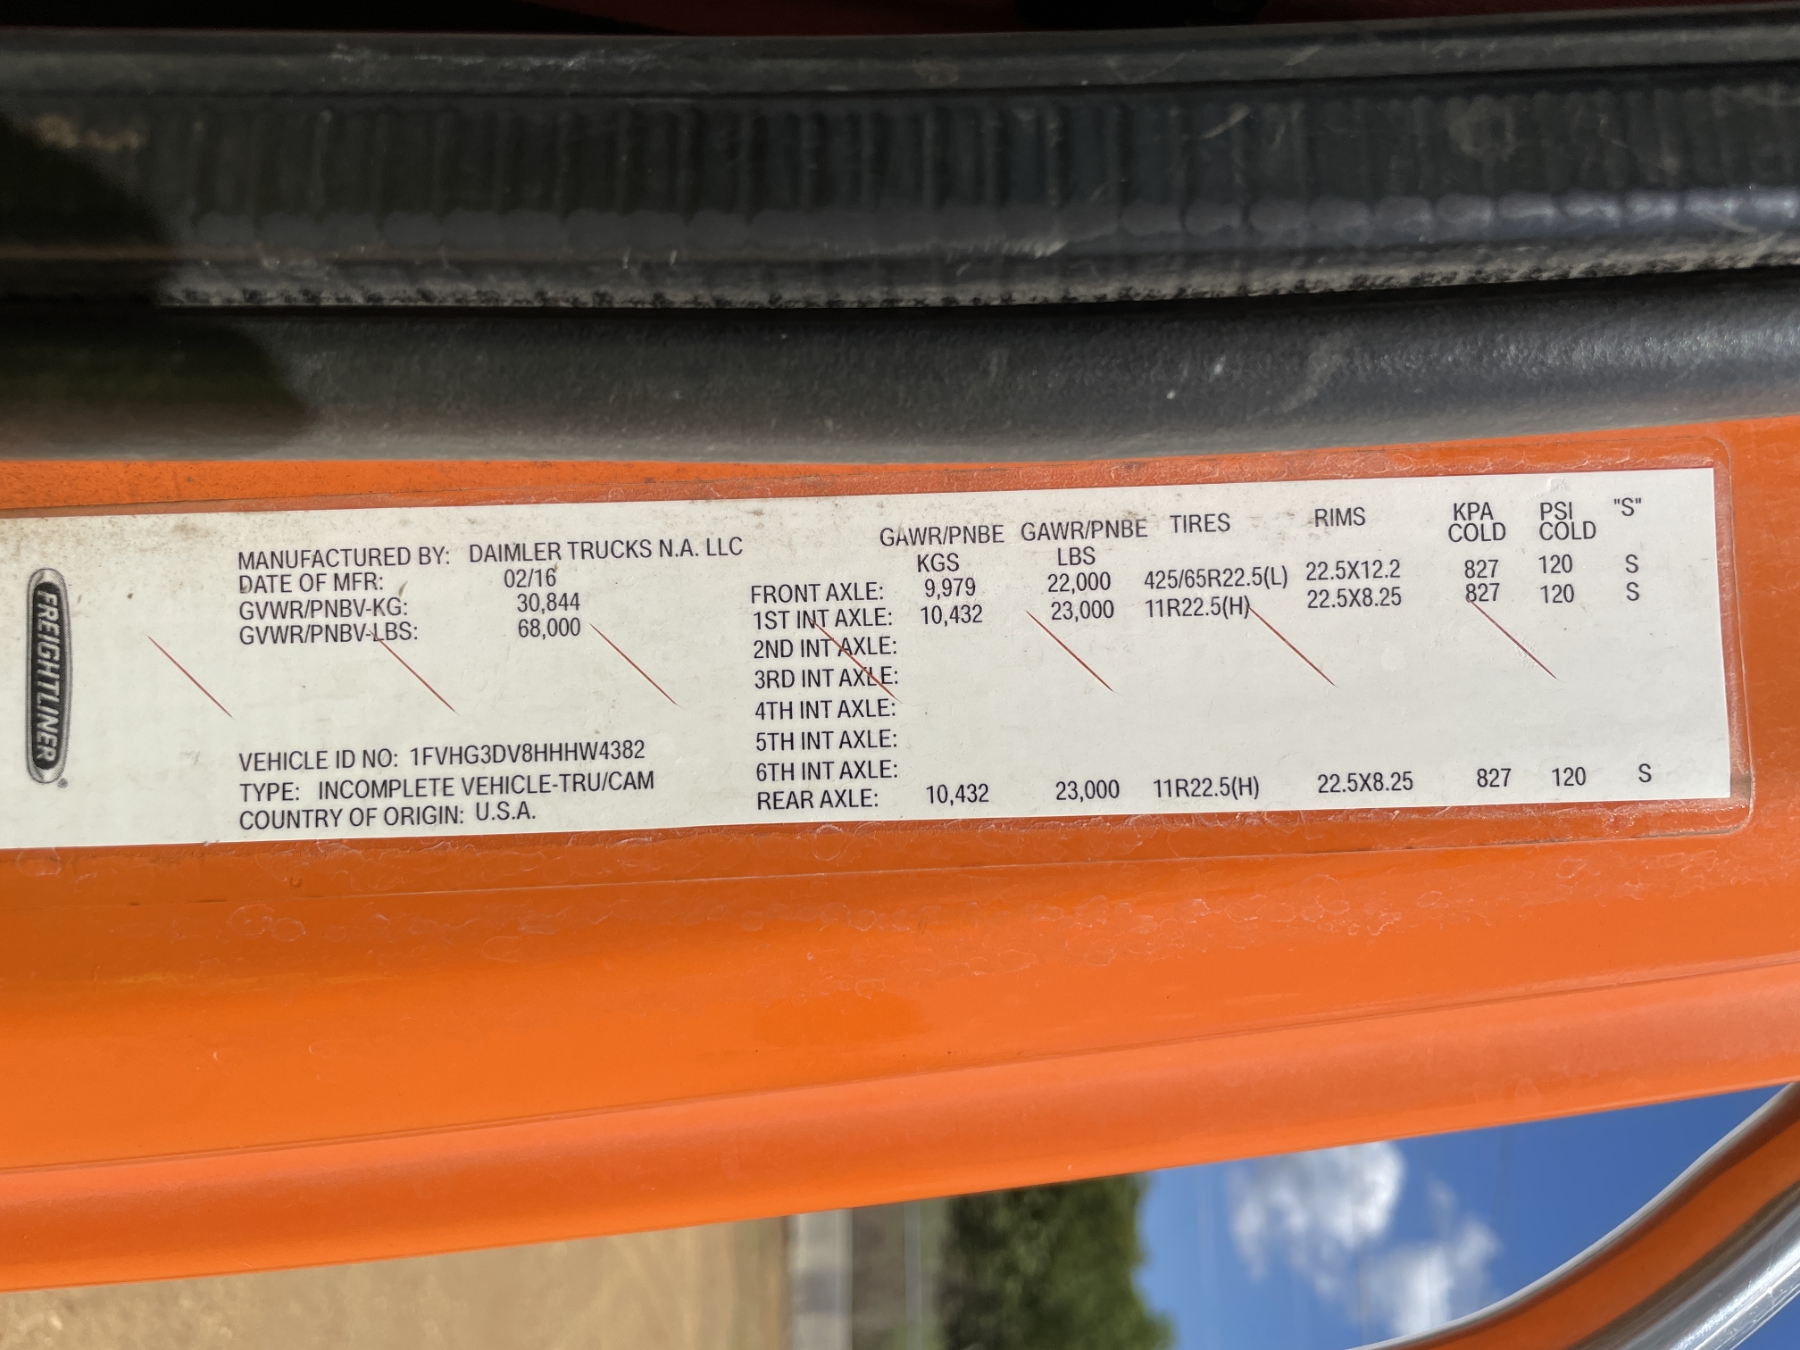 FREIGHTLINER
MANUFACTURED BY: DAIMLER TRUCKS N.A. LLC
DATE OF MFR: 02/16
GVWR/PNBV-KG: 30,844
GVWR/PNBV-LBS: 68,000
VEHICLE ID NO: 1FVHG3DV8HHHW4382
TYPE: INCOMPLETE VEHICLE-TRU/CAM
COUNTRY OF ORIGIN: U.S.A.
GAWR/PNBE KGS GAWR/PNBE LBS TIRES RIMS KPA COLD PSI COLD "S"
FRONT AXLE: 9,979 22,000 425/65R22.5(L) 22.5X12.2 827 120 S
1ST INT AXLE: 10,432 23,000 11R22.5(H) 22.5X8.25 827 120 S
2ND INT AXLE:
3RD INT AXLE:
4TH INT AXLE:
5TH INT AXLE:
6TH INT AXLE:
REAR AXLE: 10,432 23,000 11R22.5(H) 22.5X8.25 827 120 S